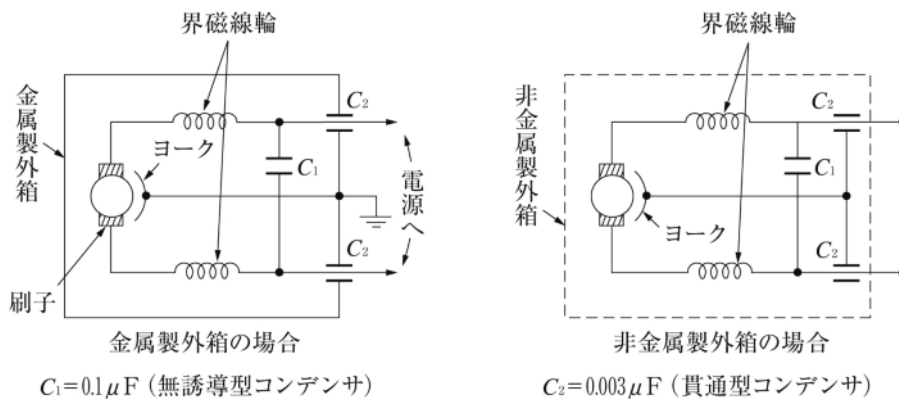 界磁線輪
金属製外箱
C₂
ヨーク
C₁
電源へ
C₂
刷子
金属製外箱の場合
C₁=0.1μF (無誘導型コンデンサ)
界磁線輪
非金属製外箱
C₂
C₁
ヨーク
C₂
非金属製外箱の場合
C₂=0.003μF (貫通型コンデンサ)